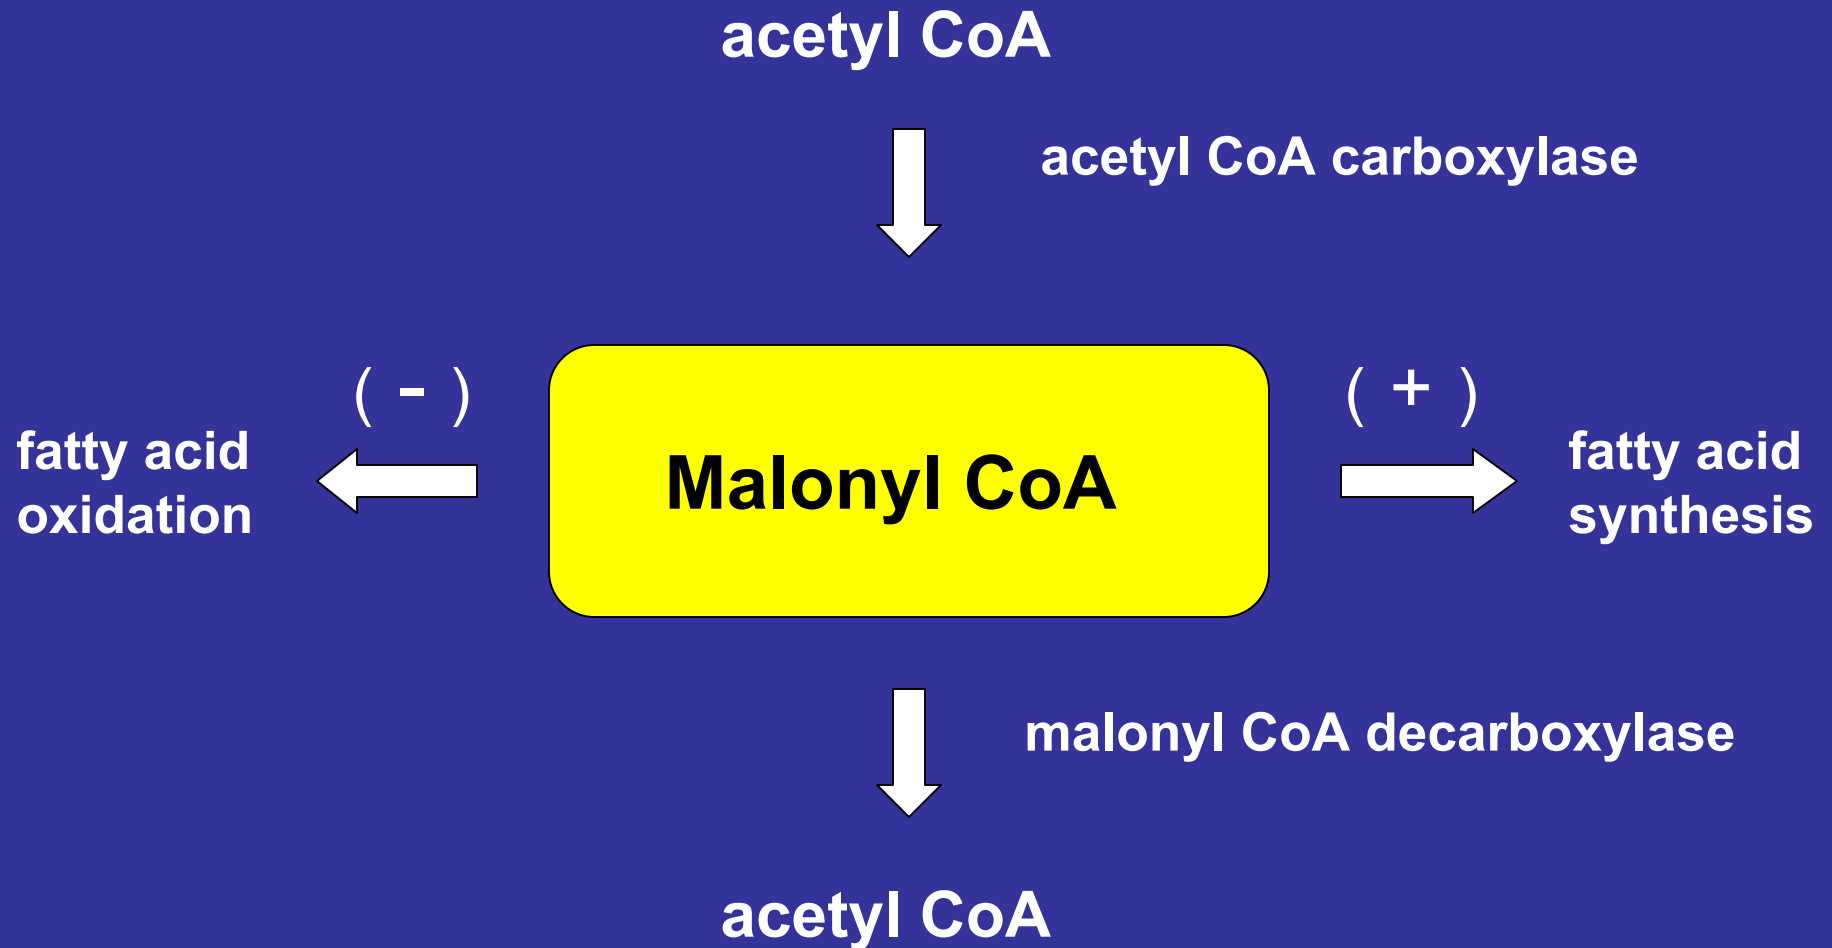 acetyl CoA
acetyl CoA carboxylase
( - )
( + )
fatty acid
oxidation
Malonyl CoA
fatty acid
synthesis
malonyl CoA decarboxylase
acetyl CoA